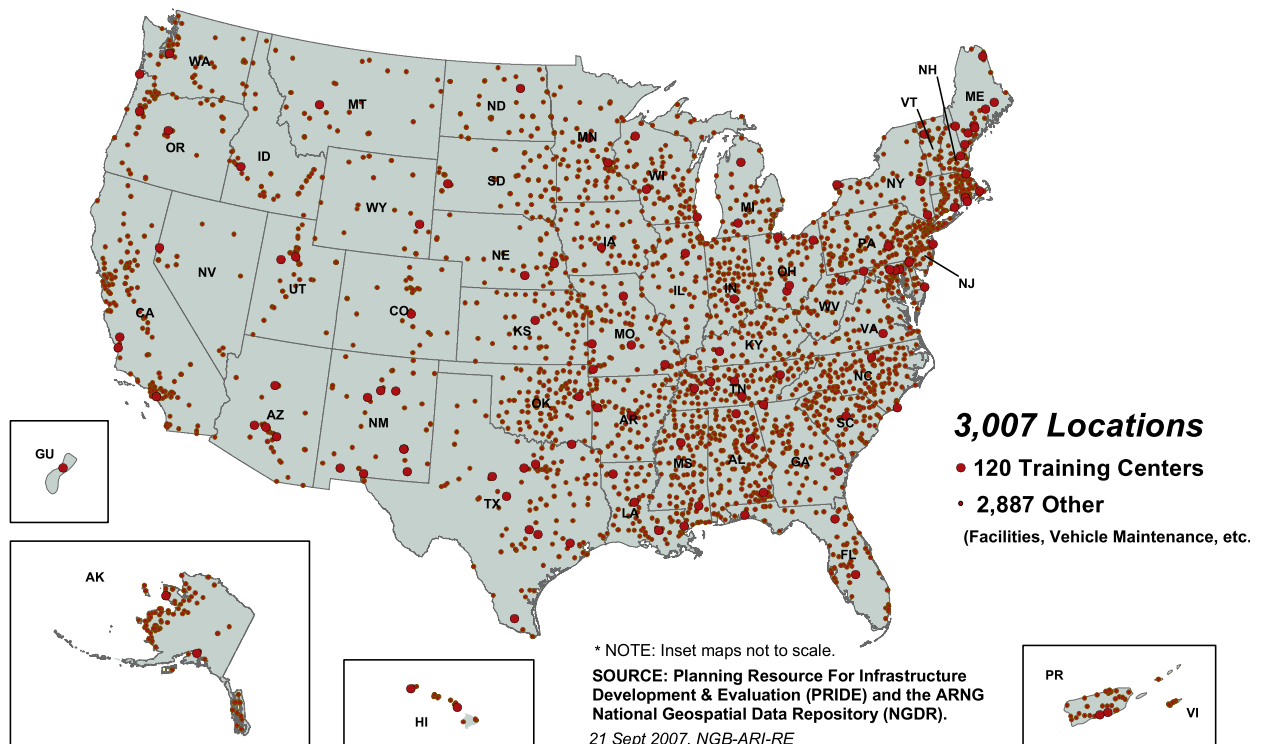 WA
MT
ND
MN
ME
NH
VT
OR
ID
SD
WI
NY
WY
MI
NE
IA
PA
NV
UT
OH
NJ
CO
IL
IN
WV
CA
KS
MO
VA
KY
AZ
NM
OK
AR
TN
NC
SC
MS
AL
GA
TX
LA
FL
3,007 Locations
120 Training Centers
2,887 Other
(Facilities, Vehicle Maintenance, etc.
GU
AK
HI
PR
VI
* NOTE: Inset maps not to scale.
SOURCE: Planning Resource For Infrastructure
Development & Evaluation (PRIDE) and the ARNG
National Geospatial Data Repository (NGDR).
21 Sept 2007, NGB-ARI-RE